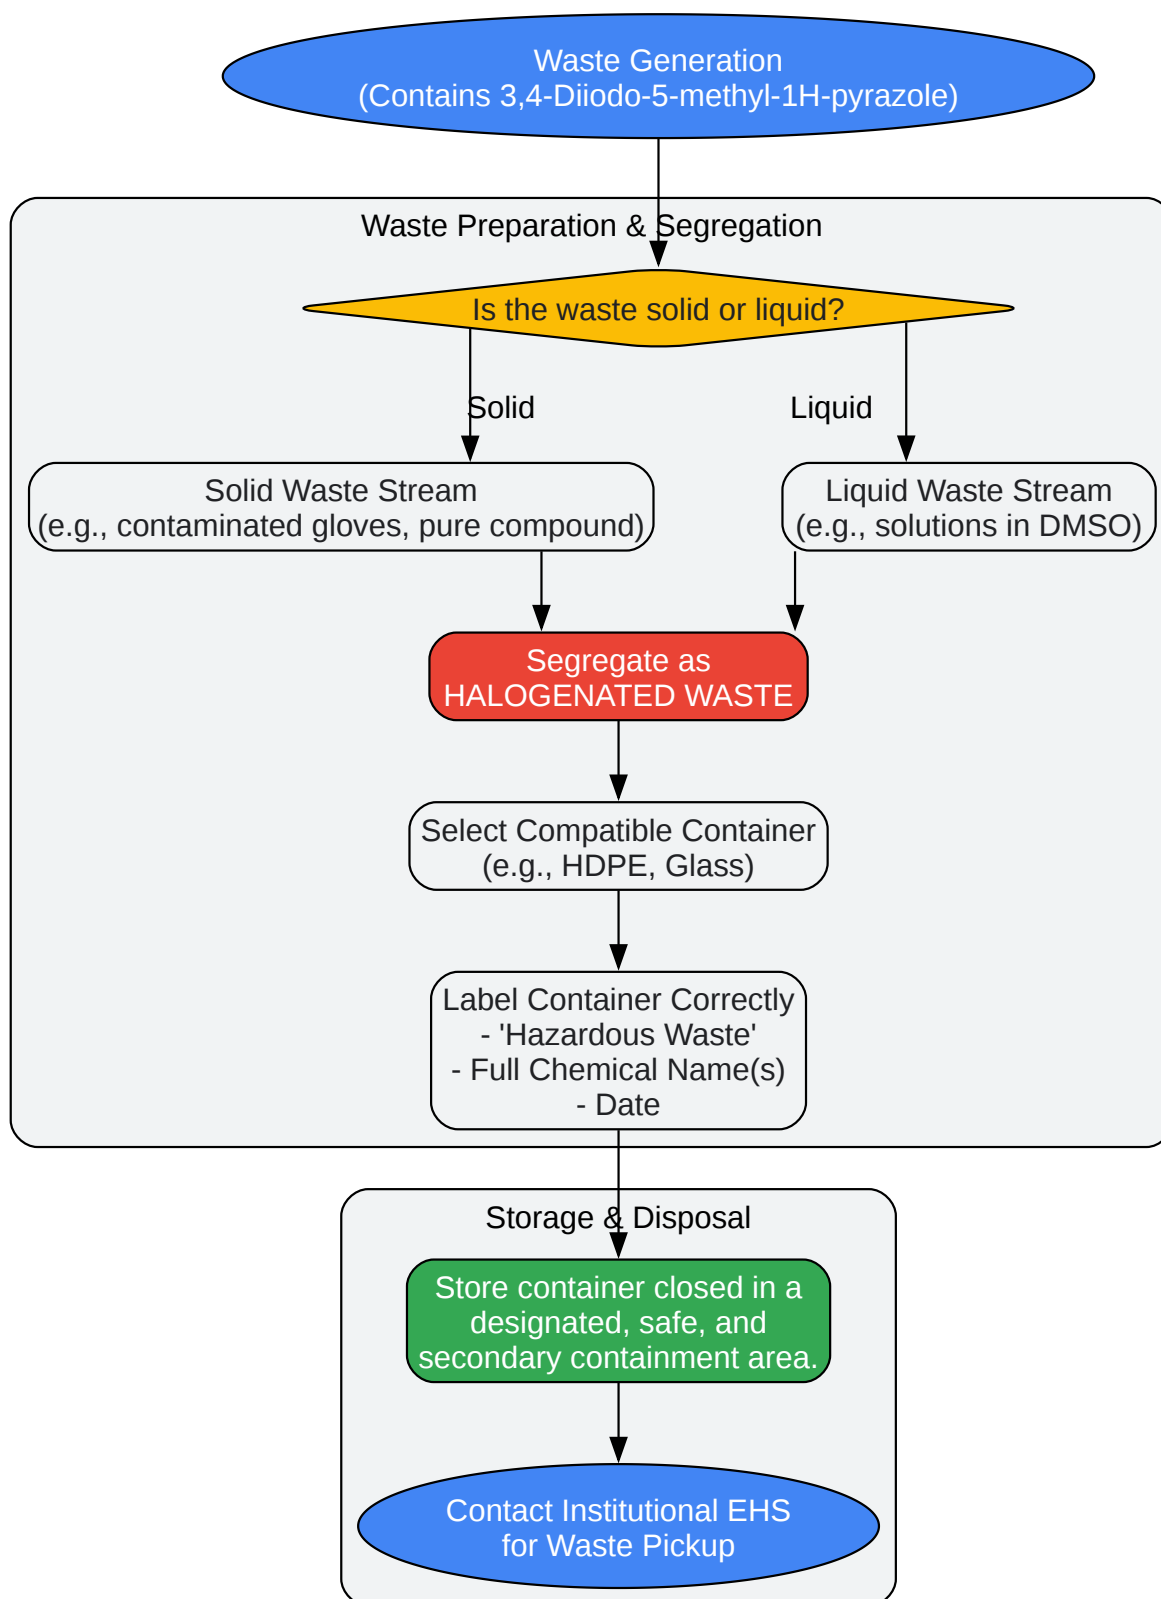 Waste Generation
(Contains 3,4-Diiodo-5-methyl-1H-pyrazole)
Waste Preparation & Segregation
Is the waste solid or liquid?
Solid
Liquid
Solid Waste Stream
(e.g., contaminated gloves, pure compound)
Liquid Waste Stream
(e.g., solutions in DMSO)
Segregate as
HALOGENATED WASTE
Select Compatible Container
(e.g., HDPE, Glass)
Label Container Correctly
- 'Hazardous Waste'
- Full Chemical Name(s)
- Date
Storage & Disposal
Store container closed in a
designated, safe, and
secondary containment area.
Contact Institutional EHS
for Waste Pickup